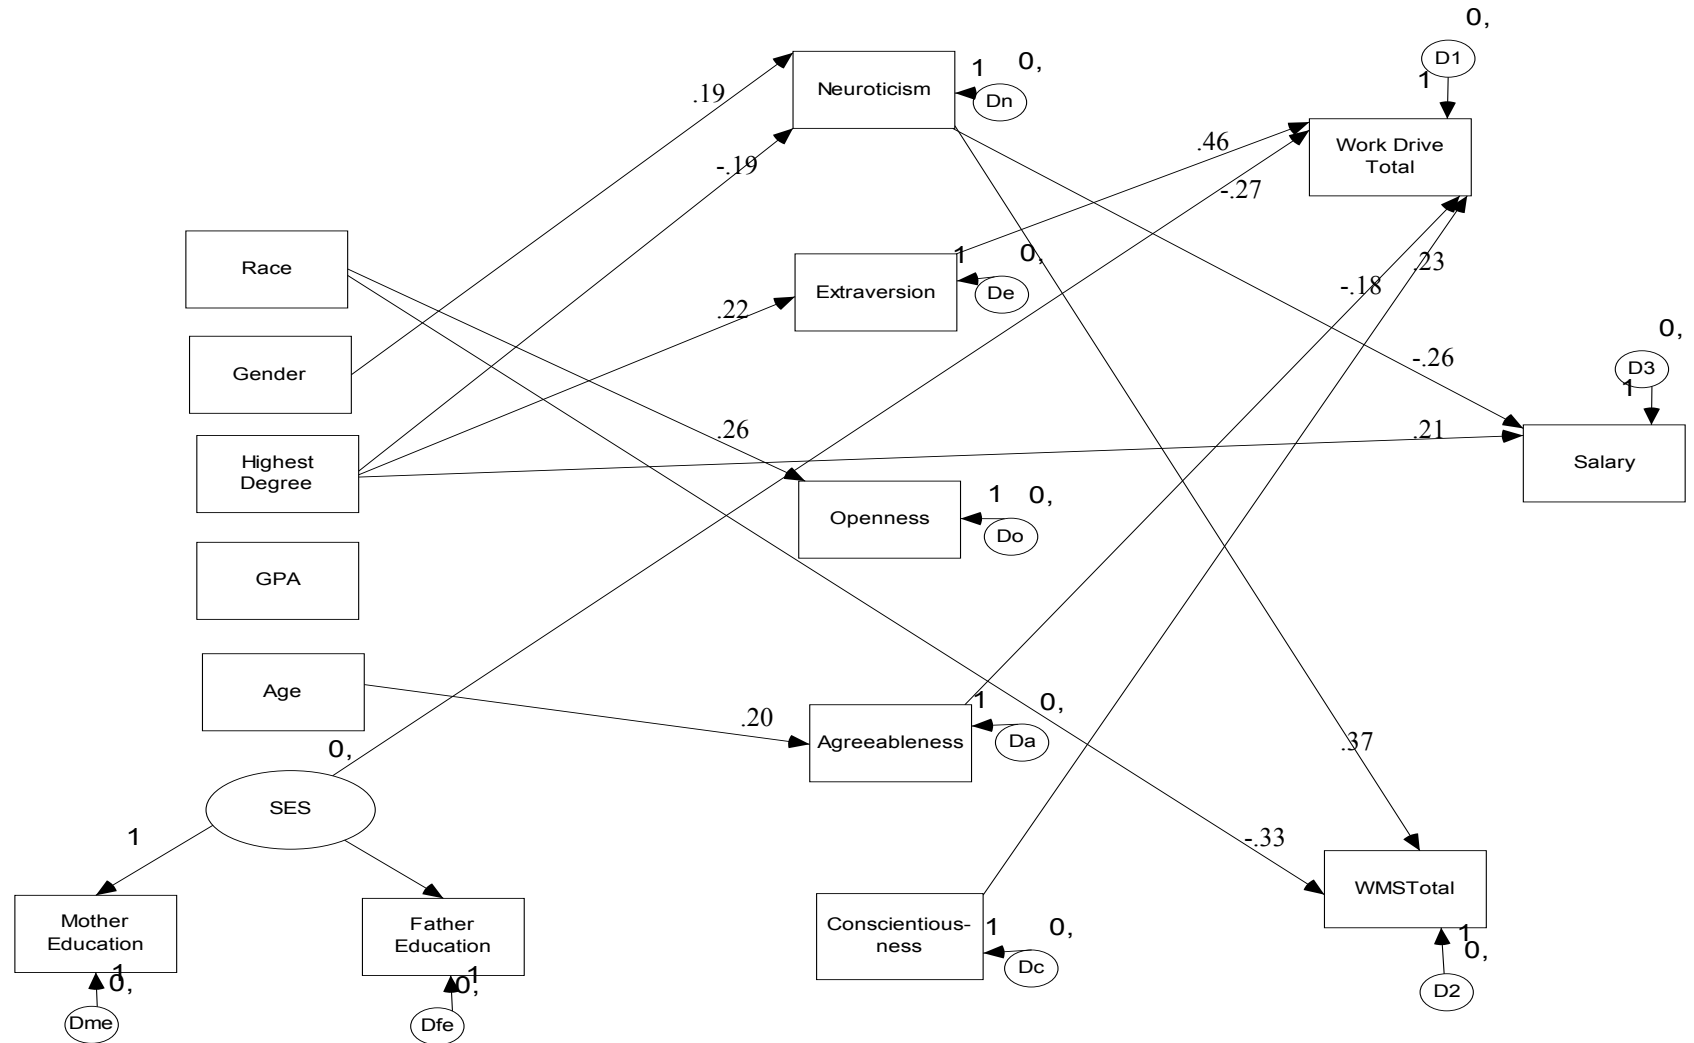 0,
D1
1
Neuroticism
1
0,
Dn
.19
-.19
.46
-.27
Work Drive
Total
Race
Extraversion
1
0,
De
.22
.23
-.18
Gender
-.26
0,
D3
1
.26
.21
Highest
Degree
Salary
Openness
1
0,
Do
GPA
Age
.20
Agreeableness
1
0,
Da
.37
0,
SES
1
-.33
WMSTotal
1
0,
D2
Mother
Education
1
0,
Dme
Father
Education
1
0,
Dfe
Conscientious-
ness
1
0,
Dc